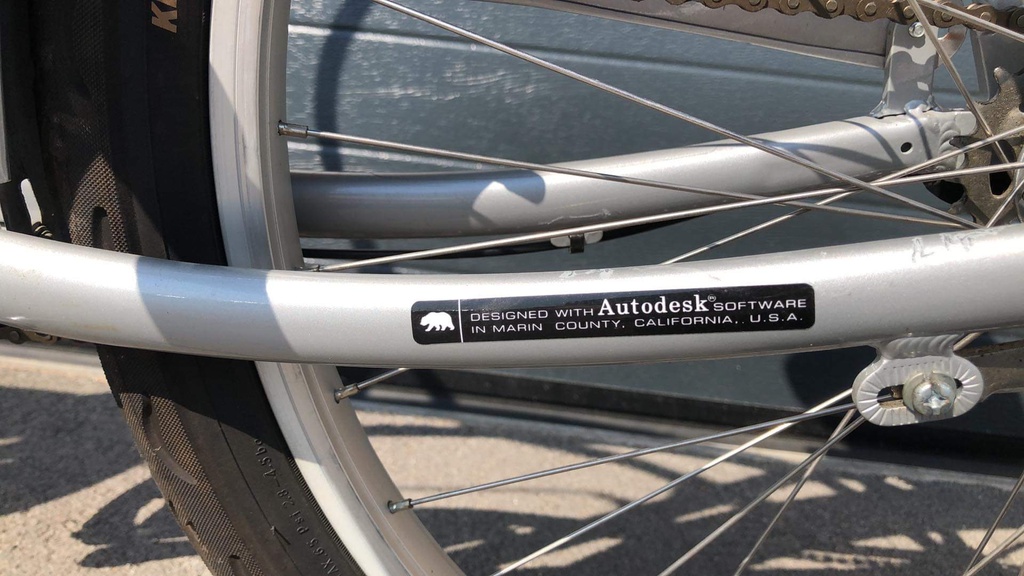 DESIGNED WITH Autodesk® SOFTWARE
IN MARIN COUNTY, CALIFORNIA, U.S.A.